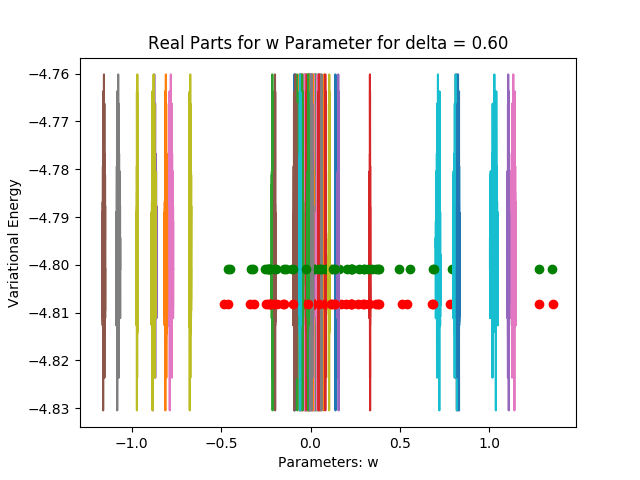 Real Parts for w Parameter for delta = 0.60
Variational Energy
−4.76
−4.77
−4.78
−4.79
−4.80
−4.81
−4.82
−4.83
−1.0 −0.5 0.0 0.5 1.0
Parameters: w